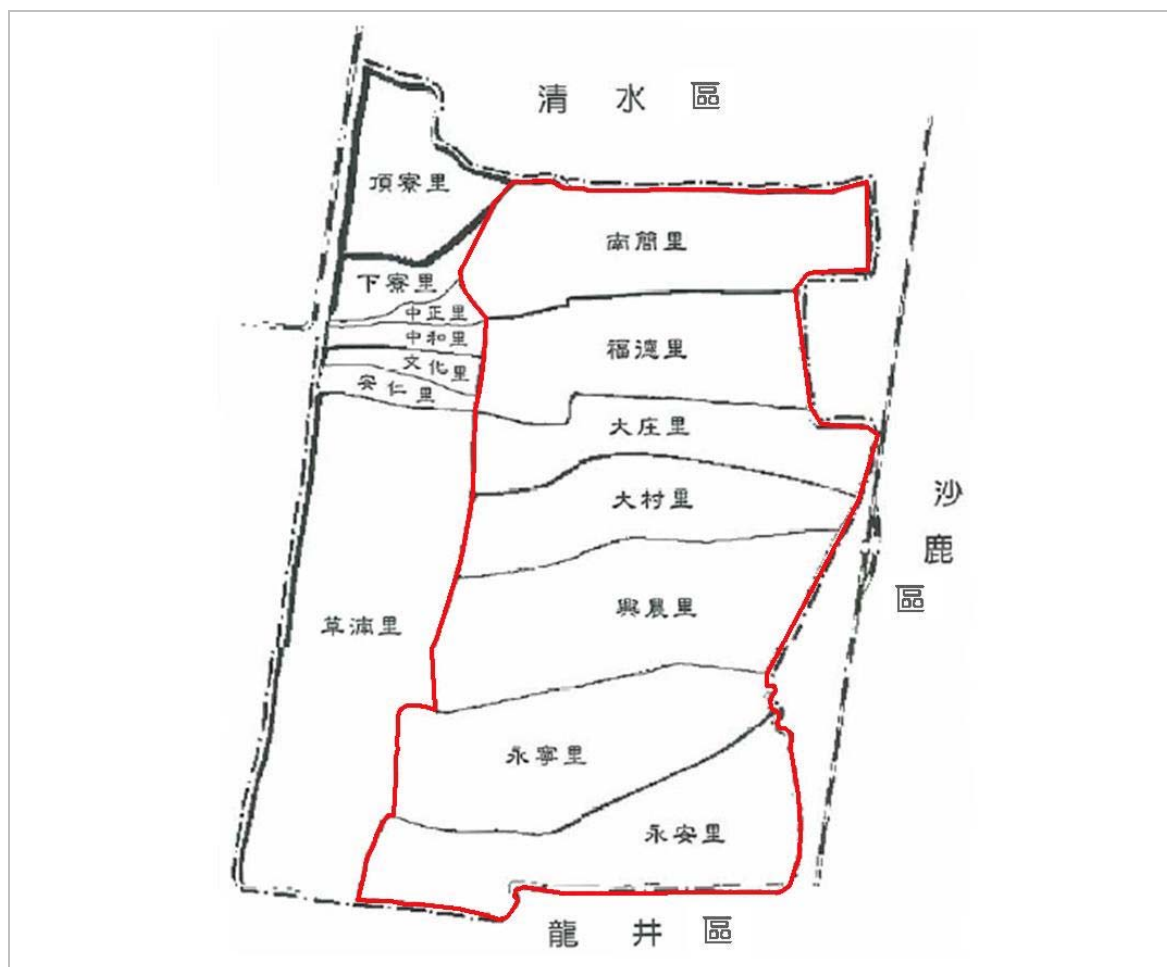 清水區
頂寮里
南簡里
下寮里
中正里
中和里
福德里
文化里
安仁里
大庄里
大村里
沙鹿區
興農里
草湳里
永寧里
永安里
龍井區